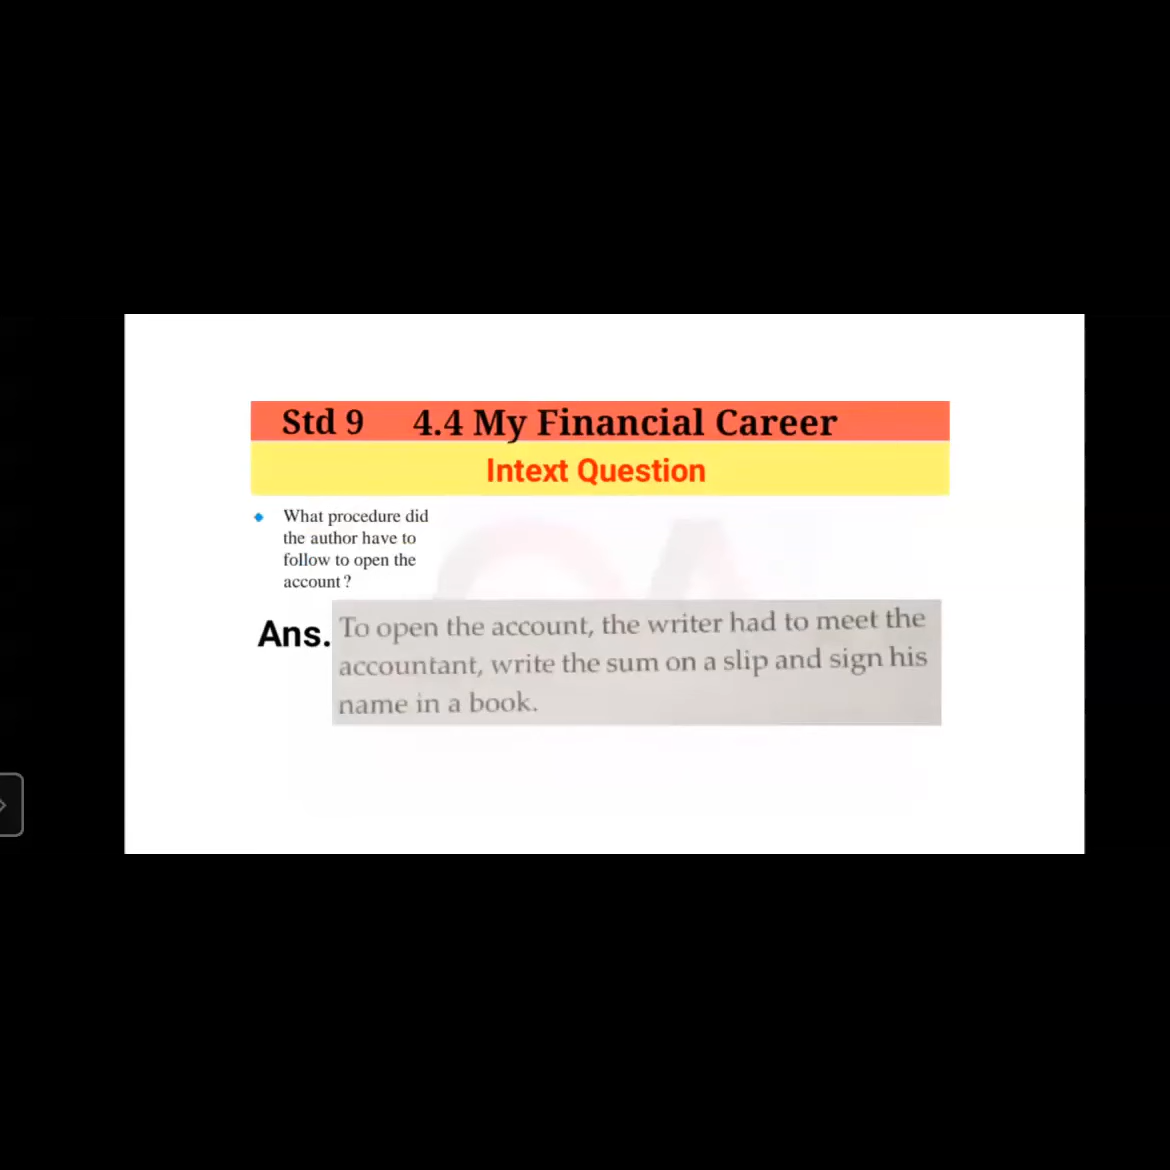 Std 9 4.4 My Financial Career
Intext Question
What procedure did
the author have to
follow to open the
account?
Ans. To open the account, the writer had to meet the
accountant, write the sum on a slip and sign his
name in a book.